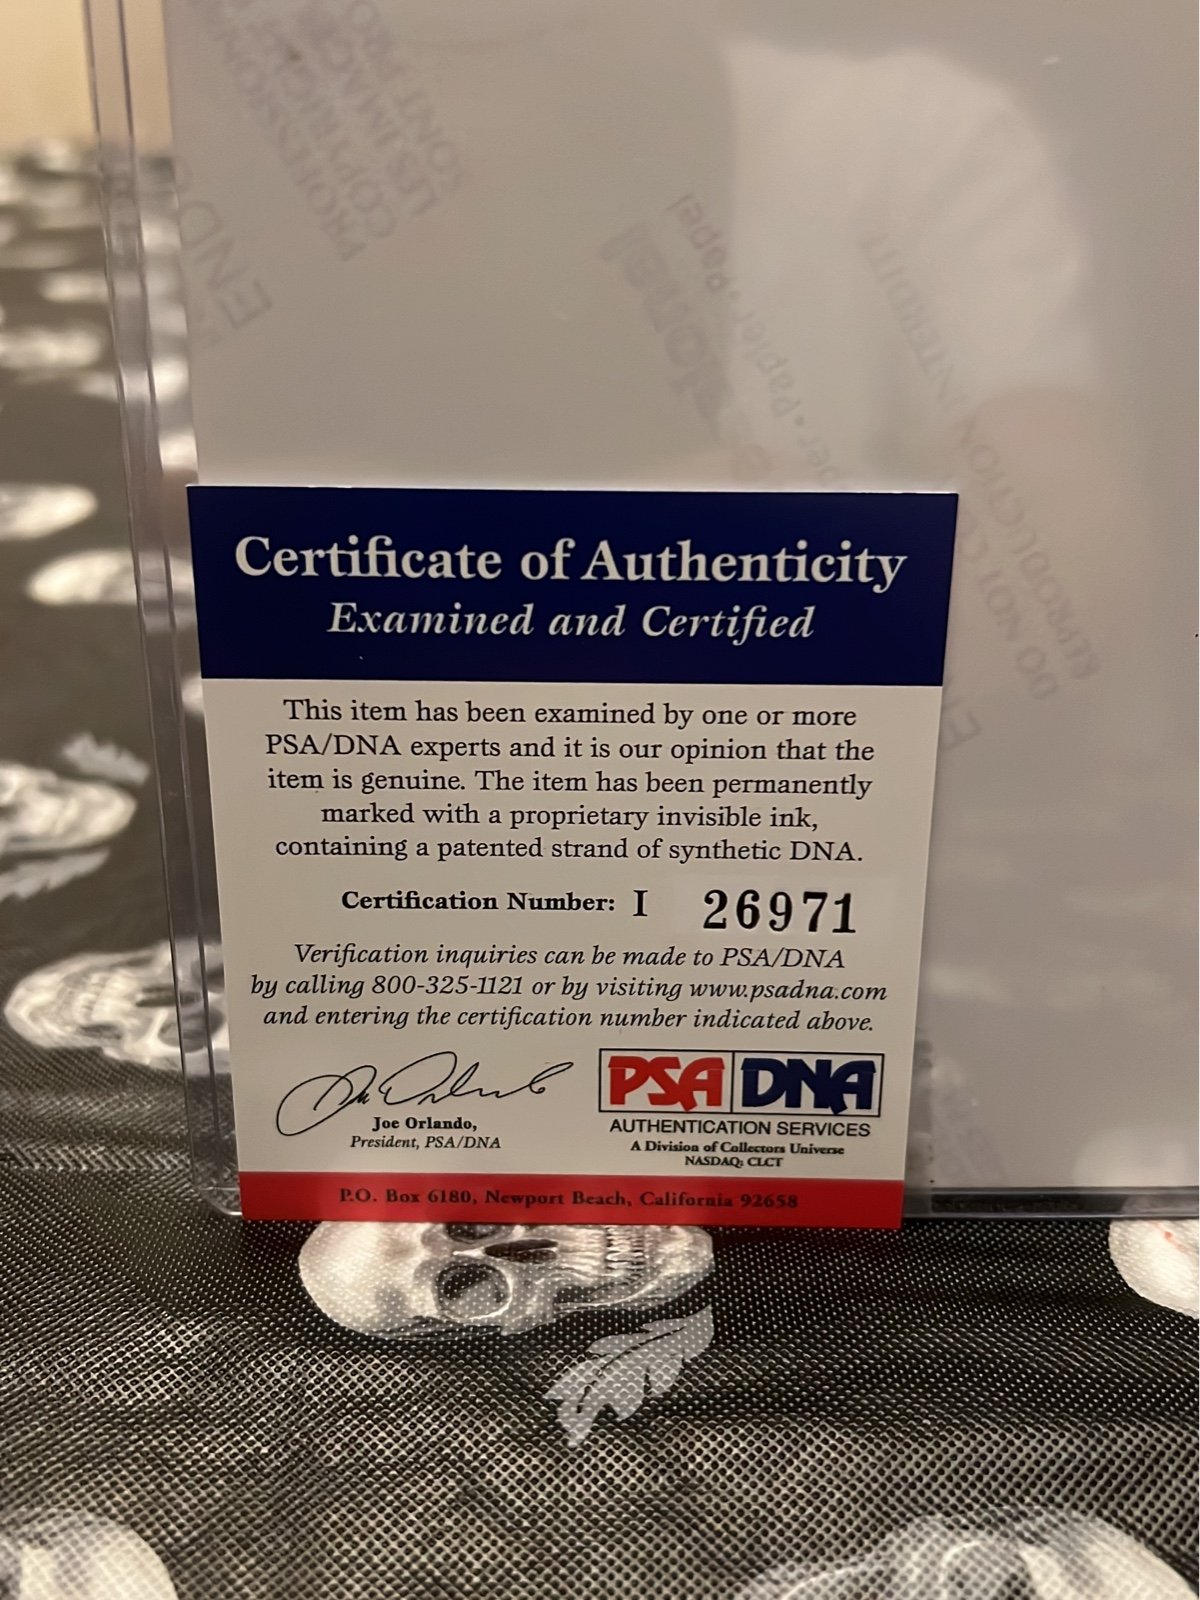 Certificate of Authenticity
Examined and Certified
This item has been examined by one or more
PSA/DNA experts and it is our opinion that the
item is genuine. The item has been permanently
marked with a proprietary invisible ink,
containing a patented strand of synthetic DNA.
Certification Number: I 26971
Verification inquiries can be made to PSA/DNA
by calling 800-325-1121 or by visiting www.psadna.com
and entering the certification number indicated above.
Joe Orlando,
President, PSA/DNA
PSA DNA
AUTHENTICATION SERVICES
A Division of Collectors Universe
NASDAQ: CLCT
P.O. Box 6180, Newport Beach, California 92658
Papier • Papel
DO NOT